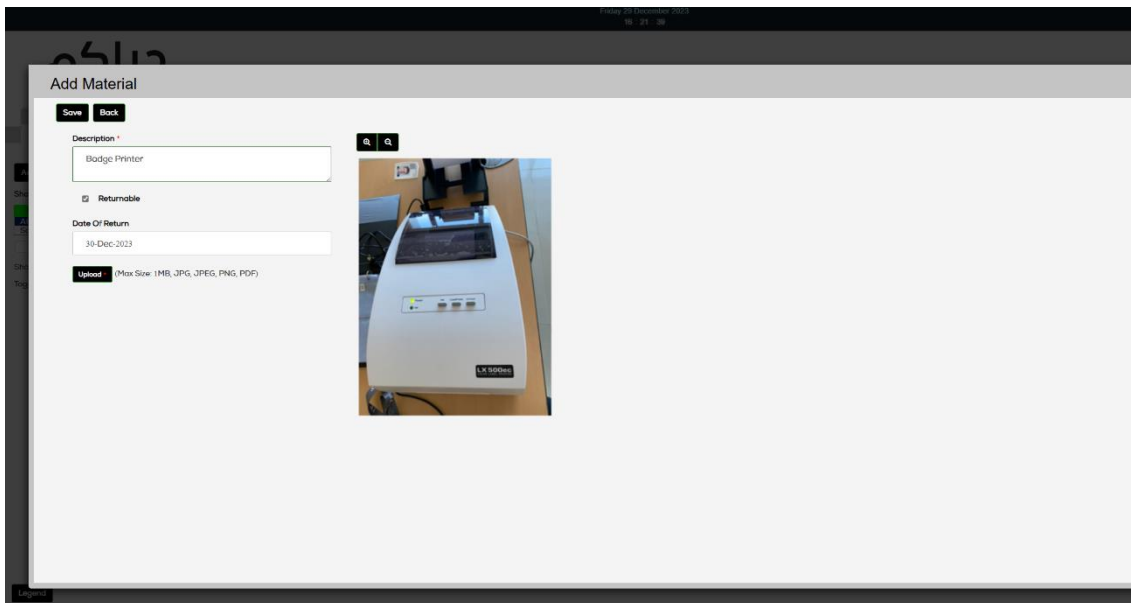 Friday 29 December 2023
Add Material
Save Back
Description *
Badge Printer
Returnable
Date Of Return
30-Dec-2023
Upload * (Max Size: 1MB, JPG, JPEG, PNG, PDF)
LX500ec
Legend